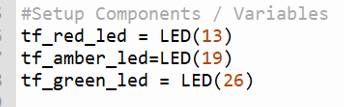 #Setup Components / Variables
tf_red_led = LED(13)
tf_amber_led=LED(19)
tf_green_led = LED(26)